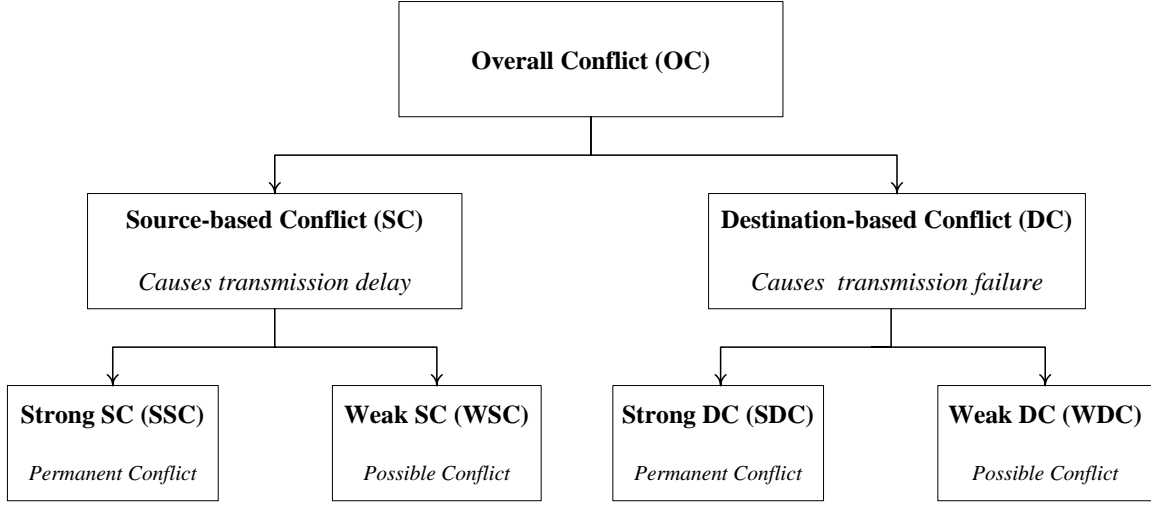 Overall Conflict (OC)
Source-based Conflict (SC)
Causes transmission delay
Destination-based Conflict (DC)
Causes transmission failure
Strong SC (SSC)
Permanent Conflict
Weak SC (WSC)
Possible Conflict
Strong DC (SDC)
Permanent Conflict
Weak DC (WDC)
Possible Conflict